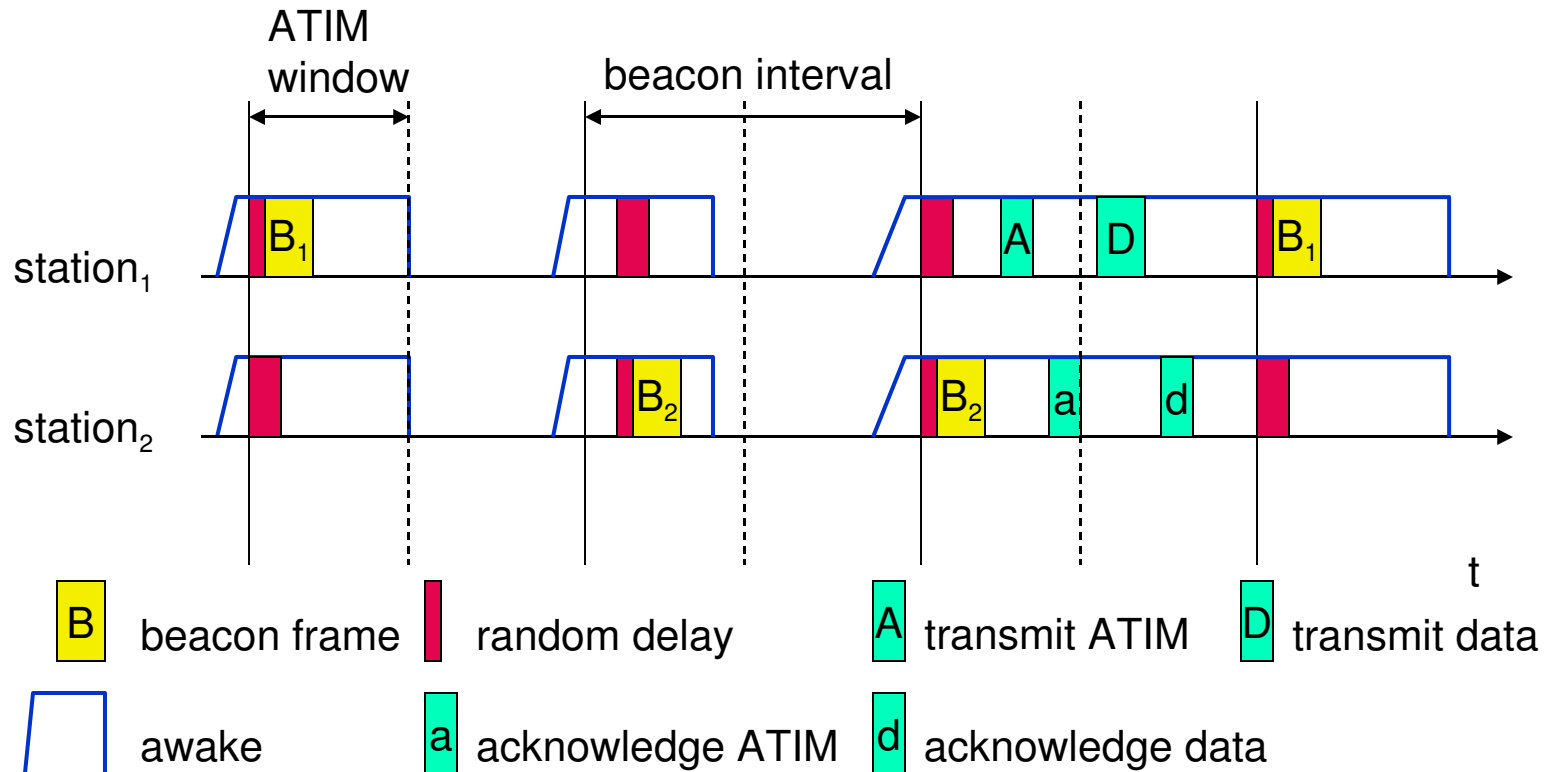 ATIM
window
beacon interval
station₁
B₁
A
D
B₁
station₂
B₂
B₂
a
d
t
B beacon frame
random delay
A transmit ATIM
D transmit data
awake
a acknowledge ATIM
d acknowledge data